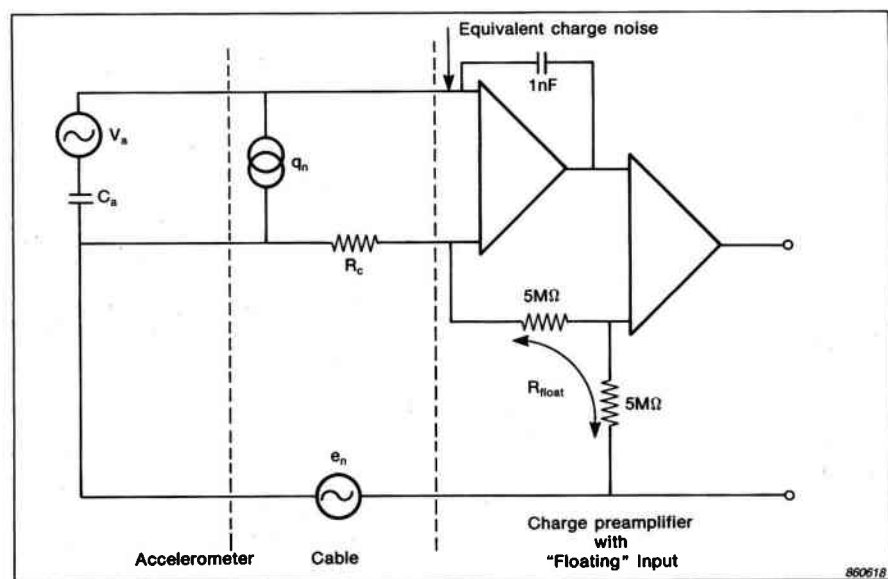 Equivalent charge noise
1nF
Va
qn
Ca
Rc
5MΩ
Rfloat
5MΩ
en
Accelerometer
Cable
Charge preamplifier
with
"Floating" Input
860618